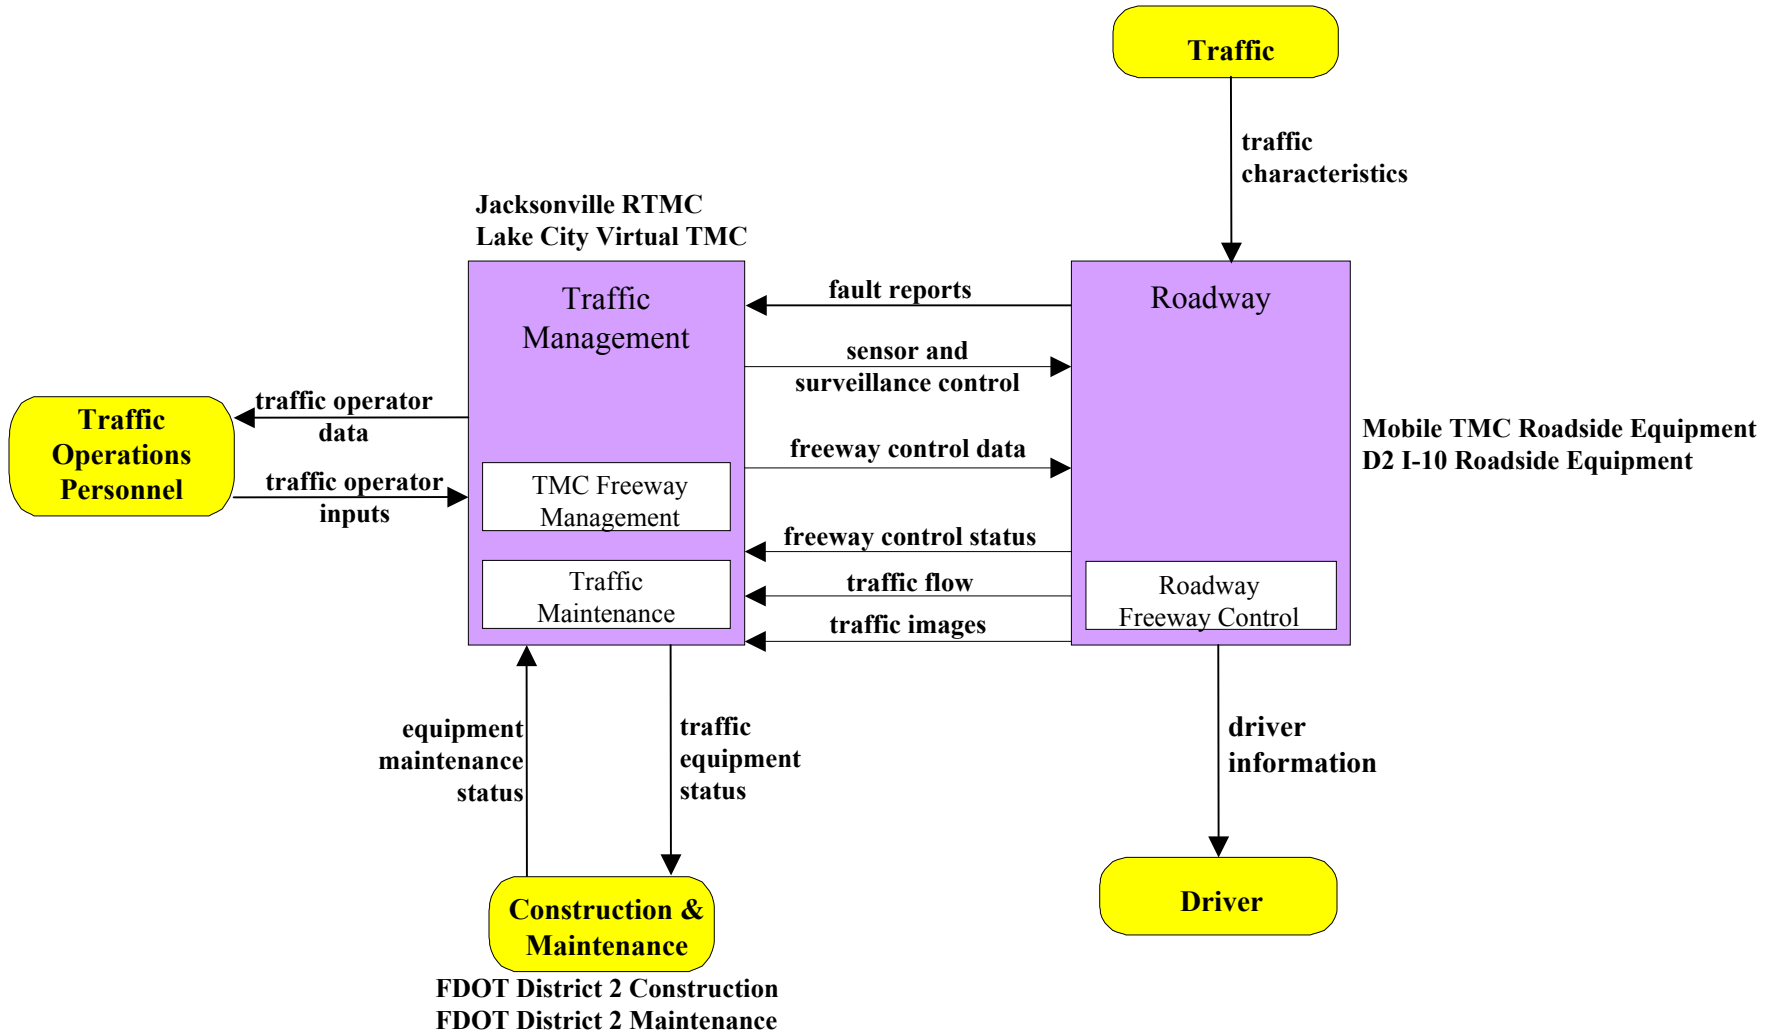 Traffic
traffic
characteristics
Jacksonville RTMC
Lake City Virtual TMC
Traffic
Management
fault reports
Roadway
sensor and
surveillance control
traffic operator
data
Traffic
Operations
Personnel
traffic operator
inputs
freeway control data
Mobile TMC Roadside Equipment
D2 I-10 Roadside Equipment
TMC Freeway
Management
freeway control status
Traffic
Maintenance
traffic flow
traffic images
Roadway
Freeway Control
equipment
maintenance
status
traffic
equipment
status
driver
information
Construction &
Maintenance
Driver
FDOT District 2 Construction
FDOT District 2 Maintenance